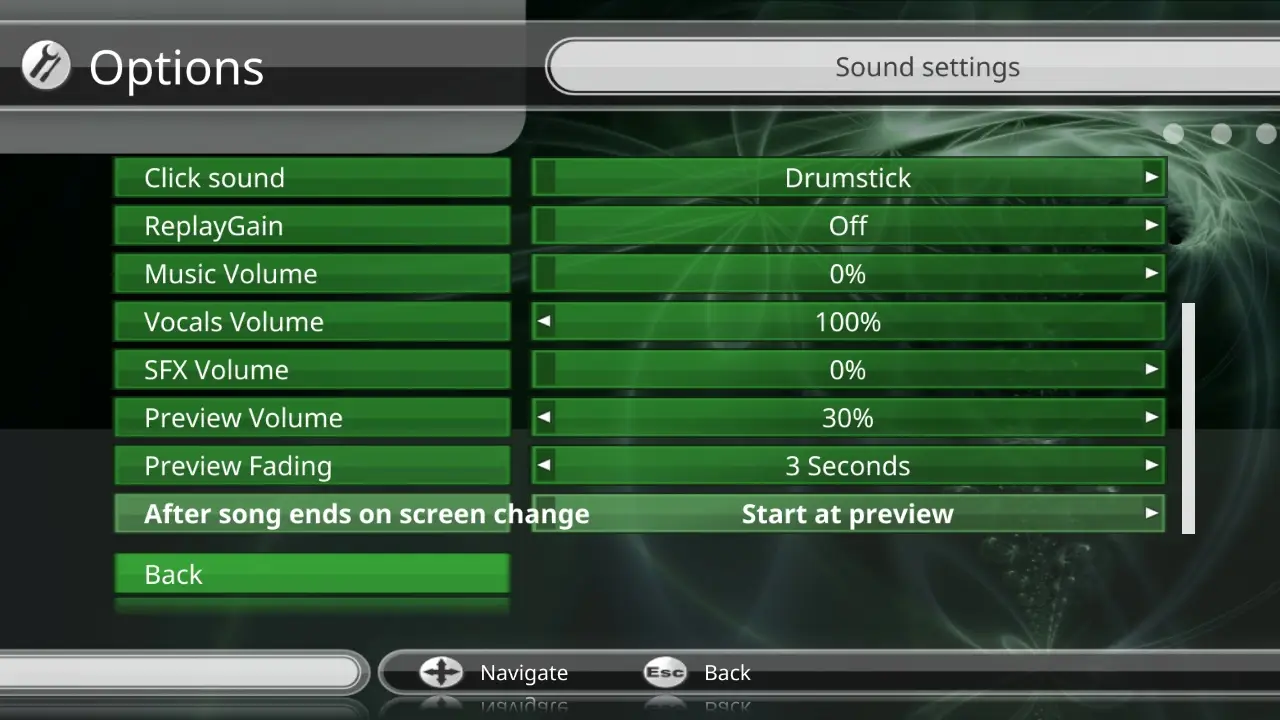 Options
Sound settings
Click sound Drumstick
ReplayGain Off
Music Volume 0%
Vocals Volume 100%
SFX Volume 0%
Preview Volume 30%
Preview Fading 3 Seconds
After song ends on screen change Start at preview
Back
Navigate Esc Back